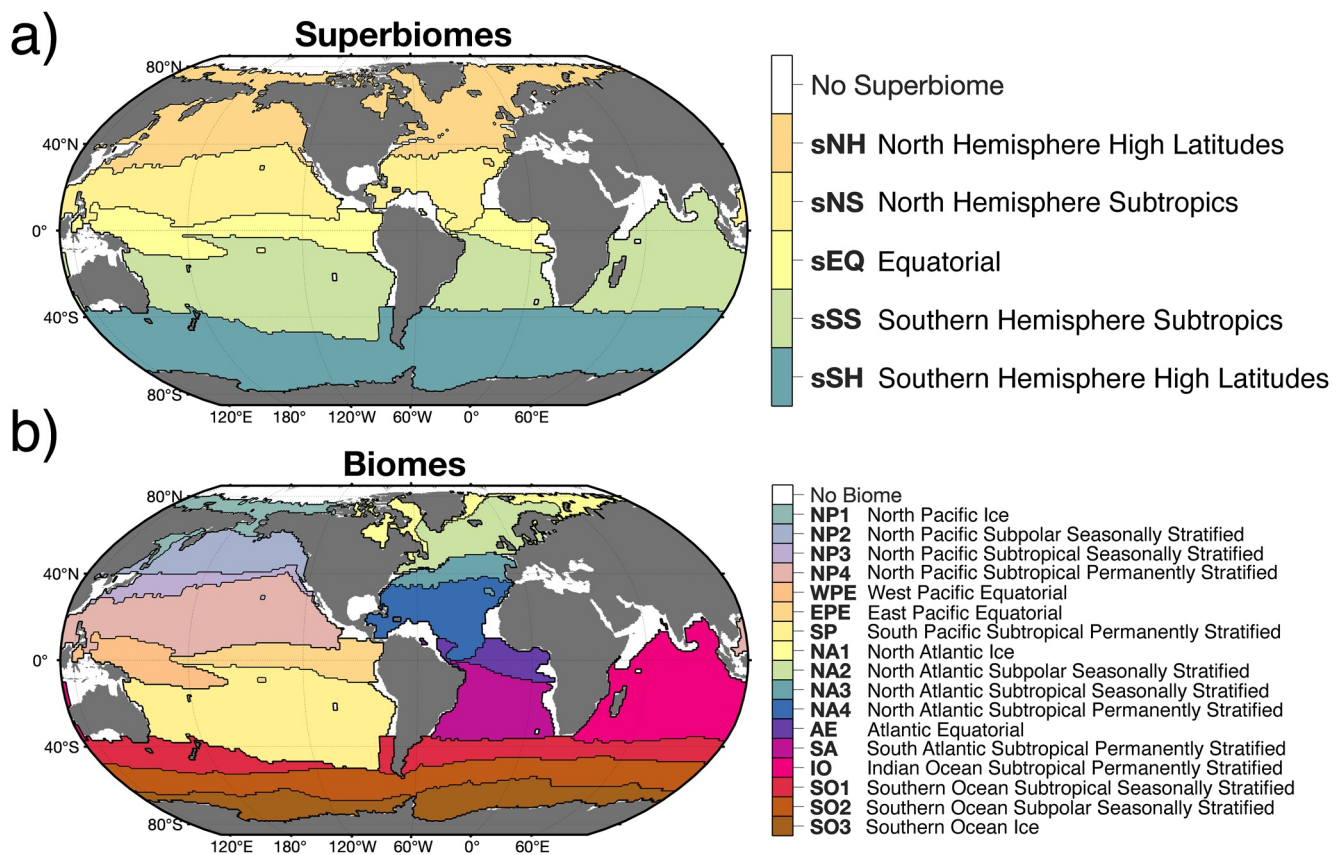 a)
Superbiomes
80°N
40°N
0°
40°S
80°S
120°E 180° 120°W 60°W 0° 60°E
No Superbiome
sNH North Hemisphere High Latitudes
sNS North Hemisphere Subtropics
sEQ Equatorial
sSS Southern Hemisphere Subtropics
sSH Southern Hemisphere High Latitudes
b)
Biomes
80°N
40°N
0°
40°S
80°S
120°E 180° 120°W 60°W 0° 60°E
No Biome
NP1 North Pacific Ice
NP2 North Pacific Subpolar Seasonally Stratified
NP3 North Pacific Subtropical Seasonally Stratified
NP4 North Pacific Subtropical Permanently Stratified
WPE West Pacific Equatorial
EPE East Pacific Equatorial
SP South Pacific Subtropical Permanently Stratified
NA1 North Atlantic Ice
NA2 North Atlantic Subpolar Seasonally Stratified
NA3 North Atlantic Subtropical Seasonally Stratified
NA4 North Atlantic Subtropical Permanently Stratified
AE Atlantic Equatorial
SA South Atlantic Subtropical Permanently Stratified
IO Indian Ocean Subtropical Permanently Stratified
SO1 Southern Ocean Subtropical Seasonally Stratified
SO2 Southern Ocean Subpolar Seasonally Stratified
SO3 Southern Ocean Ice